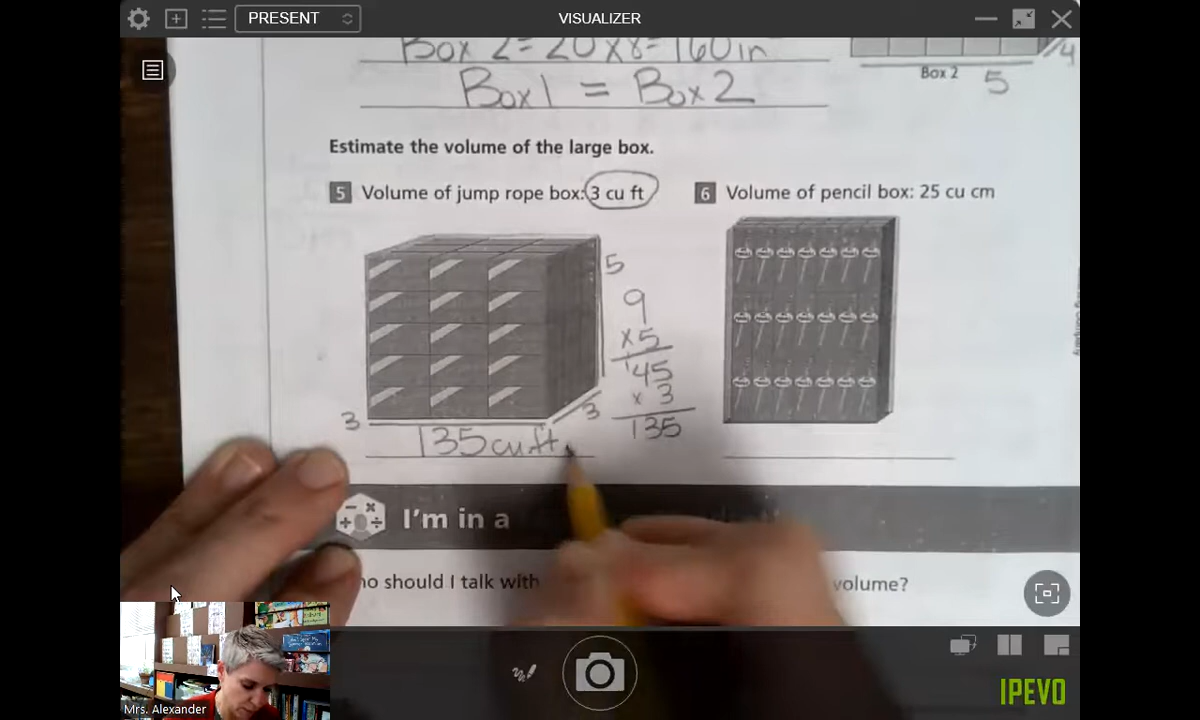 PRESENT
VISUALIZER
Box 2 = 20 x 8 = 160 in
4
Box 1 = Box 2
Box 2
5
Estimate the volume of the large box.
5 Volume of jump rope box: 3 cu ft
6 Volume of pencil box: 25 cu cm
5
9
x5
45
x 3
135
3
3
135 cu ft.
I'm in a
ho should I talk with
volume?
Mrs. Alexander
IPEVO